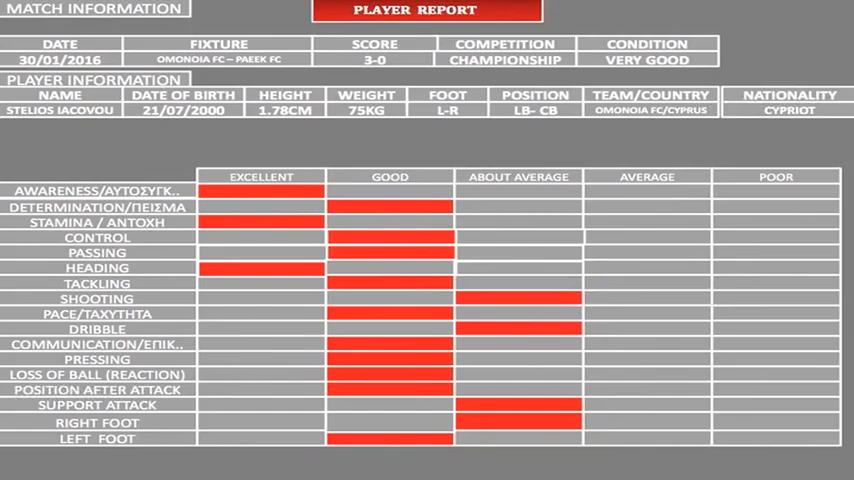 MATCH INFORMATION
PLAYER REPORT
DATE FIXTURE SCORE COMPETITION CONDITION
30/01/2016 OMONOIA FC – PAEEK FC 3-0 CHAMPIONSHIP VERY GOOD
PLAYER INFORMATION
NAME DATE OF BIRTH HEIGHT WEIGHT FOOT POSITION TEAM/COUNTRY NATIONALITY
STELIOS IACOVOU 21/07/2000 1.78CM 75KG L-R LB- CB OMONOIA FC/CYPRUS CYPRIOT
EXCELLENT GOOD ABOUT AVERAGE AVERAGE POOR
AWARENESS/ΑΥΤΟΣΥΓΚ..
DETERMINATION/ΠΕΙΣΜΑ
STAMINA / ΑΝΤΟΧΗ
CONTROL
PASSING
HEADING
TACKLING
SHOOTING
PACE/ΤΑΧΥΤΗΤΑ
DRIBBLE
COMMUNICATION/ΕΠΙΚ..
PRESSING
LOSS OF BALL (REACTION)
POSITION AFTER ATTACK
SUPPORT ATTACK
RIGHT FOOT
LEFT FOOT